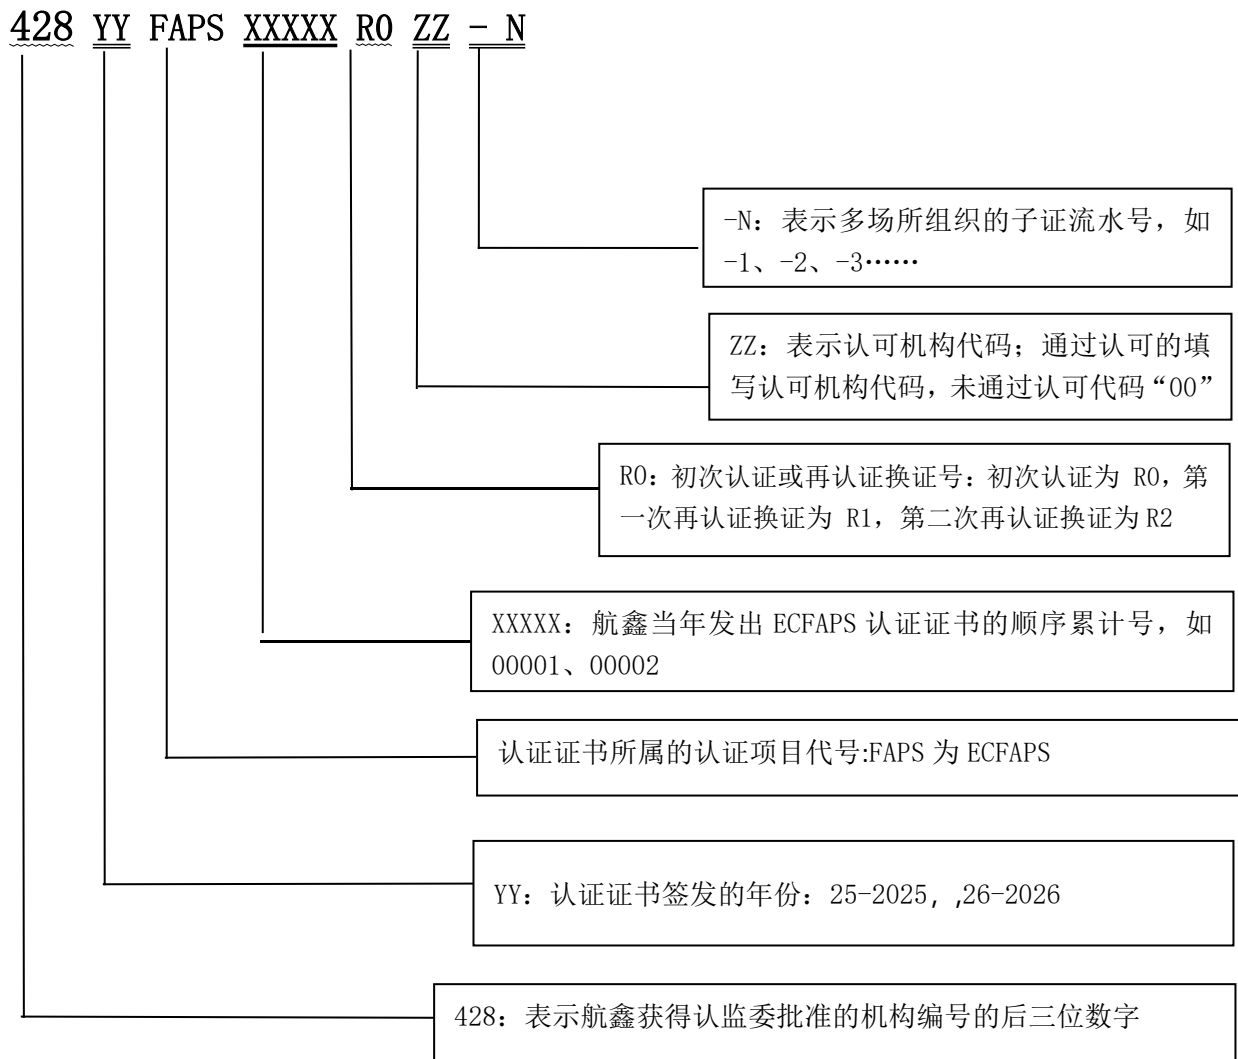 428 YY FAPS XXXXX R0 ZZ - N
-N：表示多场所组织的子证流水号，如
-1、-2、-3……
ZZ：表示认可机构代码；通过认可的填
写认可机构代码，未通过认可代码“00”
R0：初次认证或再认证换证号：初次认证为 R0，第
一次再认证换证为 R1，第二次再认证换证为 R2
XXXXX：航鑫当年发出 ECFAPS 认证证书的顺序累计号，如
00001、00002
认证证书所属的认证项目代号:FAPS 为 ECFAPS
YY：认证证书签发的年份：25-2025，,26-2026
428：表示航鑫获得认监委批准的机构编号的后三位数字